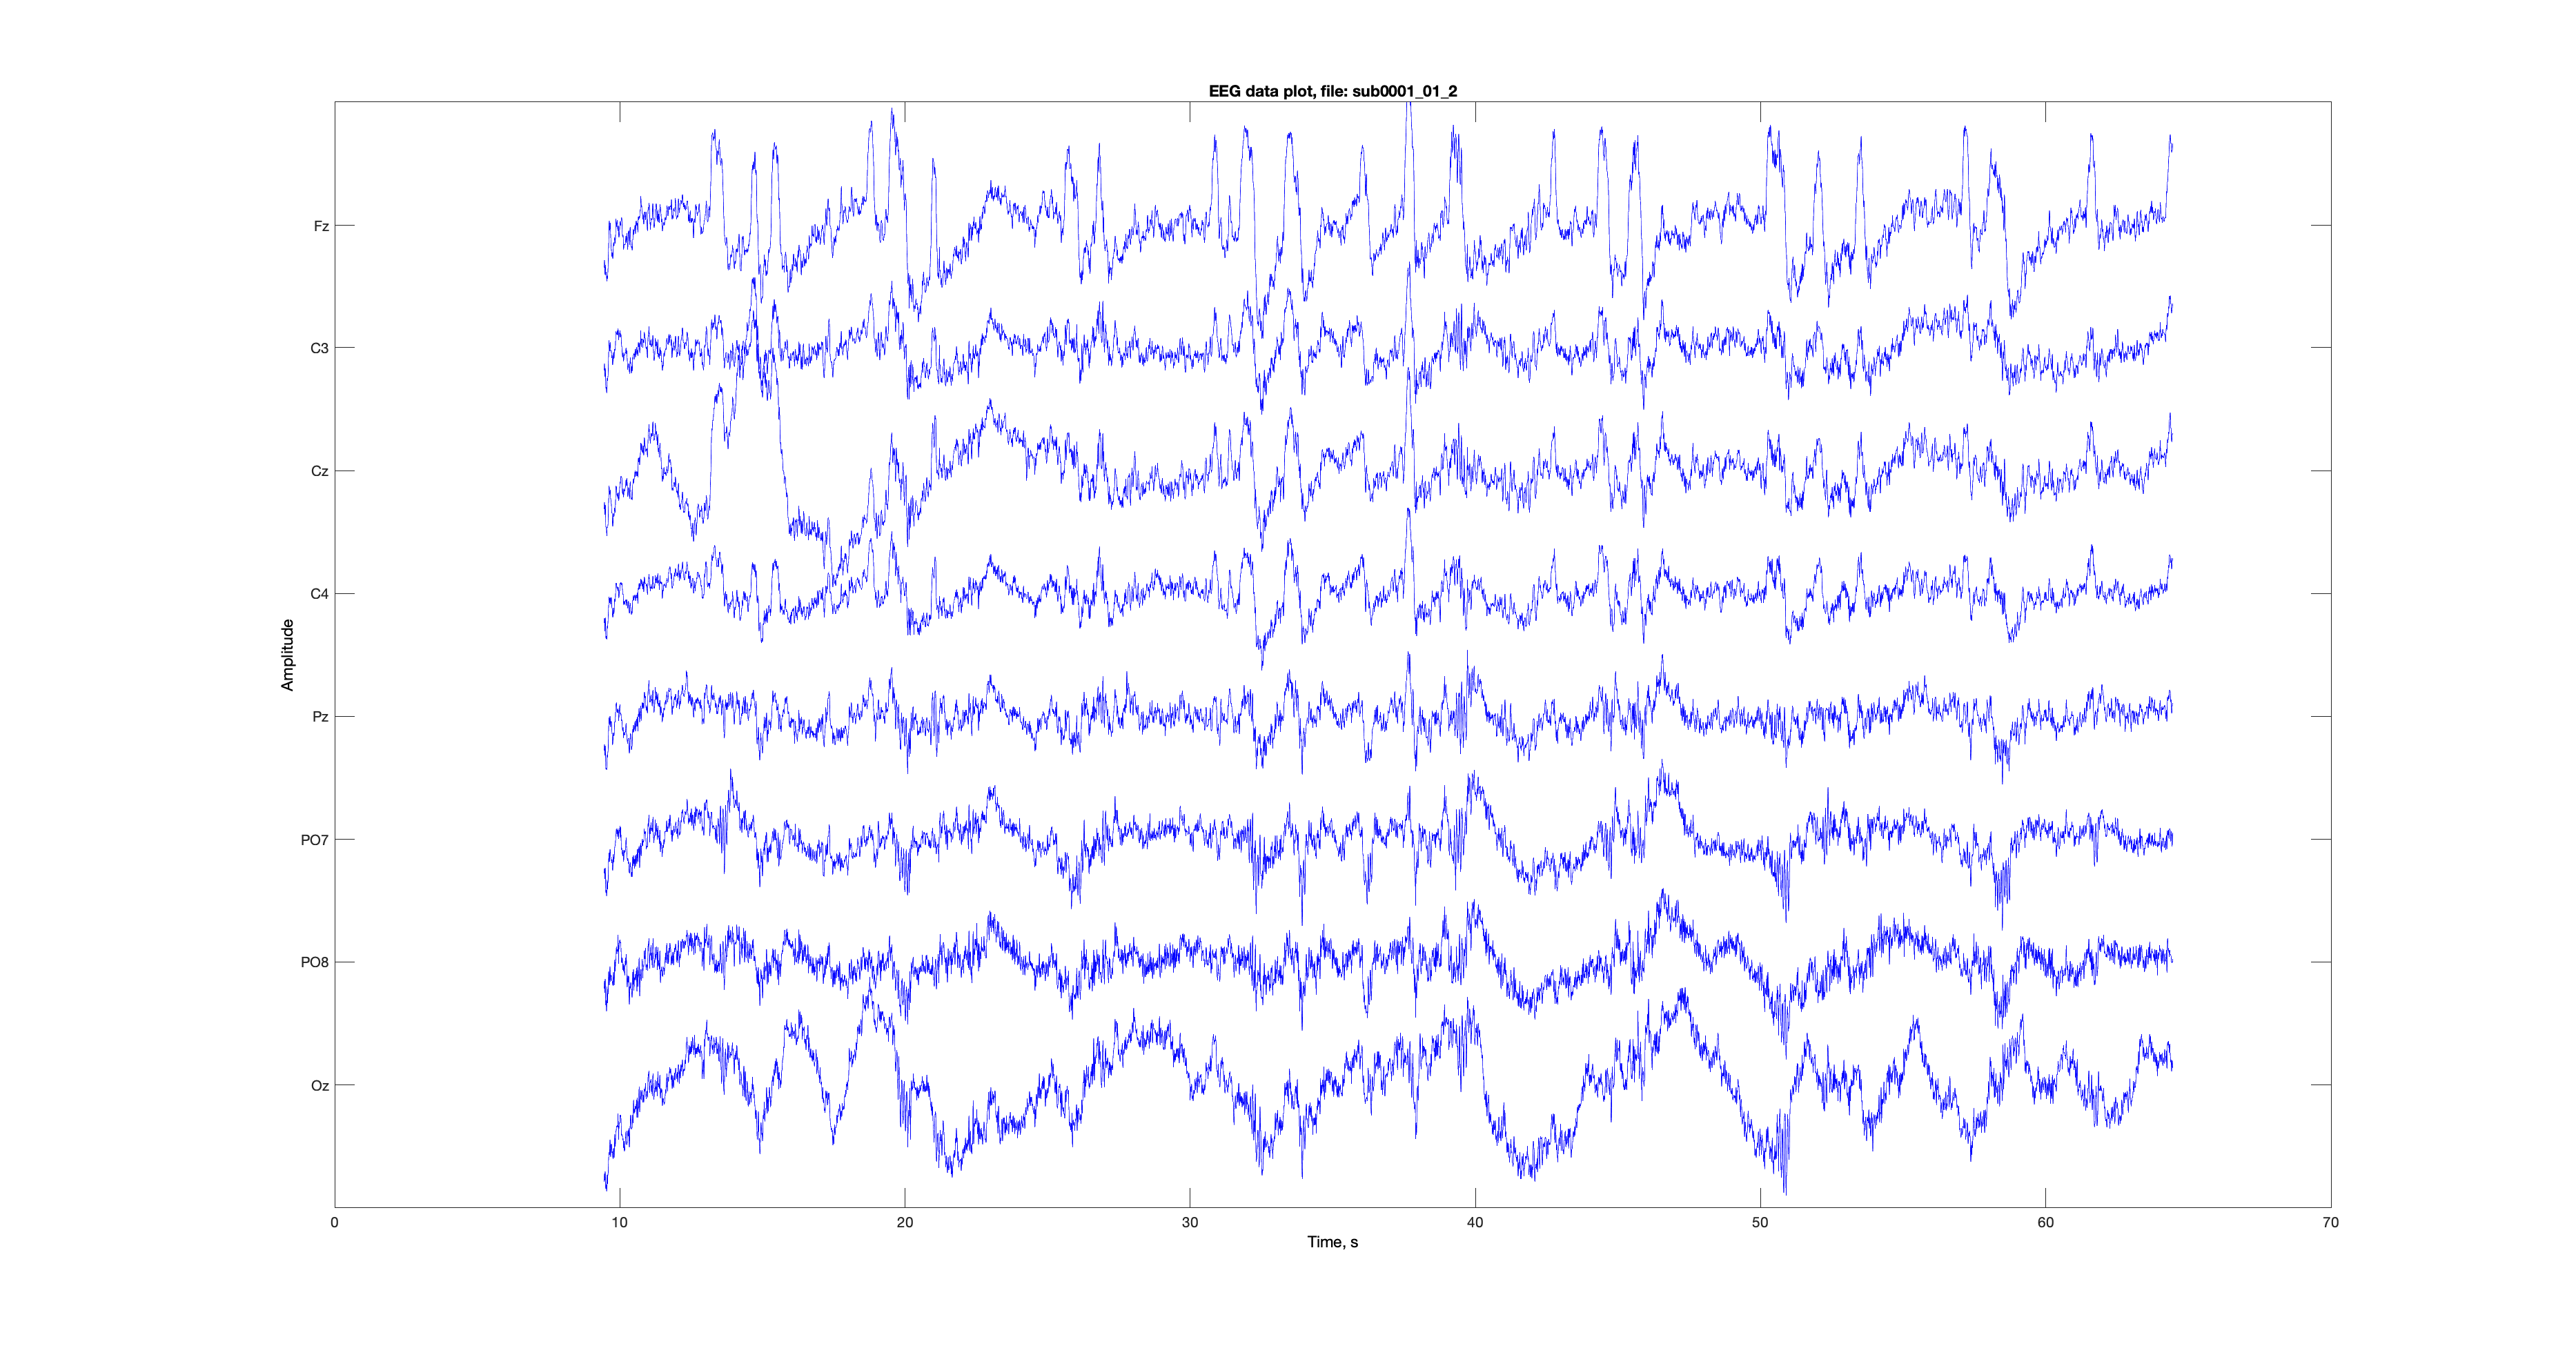 EEG data plot, file: sub0001_01_2
Fz
C3
Cz
C4
Amplitude
Pz
PO7
PO8
Oz
0 10 20 30 40 50 60 70
Time, s